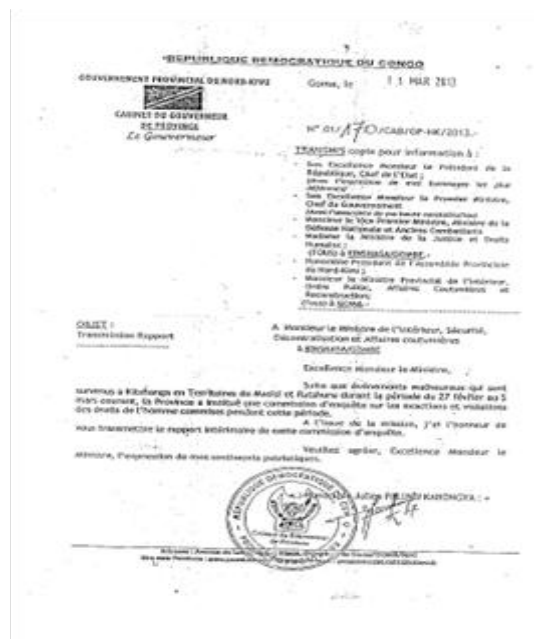 REPUBLIQUE DEMOCRATIQUE DU CONGO
GOUVERNEMENT PROVINCIAL DU NORD-KIVU
Goma, le 11 MAR 2013
CABINET DU GOUVERNEUR
DE PROVINCE
Le Gouverneur
N° 01/170/CAB/GP-NK/2013.-
TRANSMIS copie pour information à :
- Son Excellence Monsieur le Président de la
République, Chef de l'Etat ;
- Son Excellence Monsieur le Premier Ministre,
Chef du Gouvernement
- Monsieur le Vice Premier Ministre, Ministre de la
Défense Nationale et Anciens Combattants
- Madame la Ministre de la Justice et Droits
Humains ;
(Tous) à KINSHASA/GOMBE.-
- Honorable Président de l'Assemblée Provinciale
du Nord-Kivu ;
- Monsieur le Ministre Provincial de l'Intérieur,
Ordre Public, Affaires Coutumières et
Reconstruction;
(Tous) à GOMA.-
OBJET :
Transmission Rapport
A Monsieur le Ministre de l'Intérieur, Sécurité,
Décentralisation et Affaires coutumières
à KINSHASA/GOMBE
Excellence Monsieur le Ministre,
Suite aux événements malheureux qui sont
survenus à Kitshanga en Territoires de Masisi et Rutshuru durant la période du 27 février au 5
mars courant, la Province a institué une commission d'enquête sur les exactions et violations
des droits de l'homme commises pendant cette période.
A l'issue de la mission, j'ai l'honneur de
vous transmettre le rapport intérimaire de cette commission d'enquête.
Veuillez agréer, Excellence Monsieur le
Ministre, l'expression de mes sentiments patriotiques.
Julien PALUKU KAHONGYA
REPUBLIQUE DEMOCRATIQUE DU CONGO